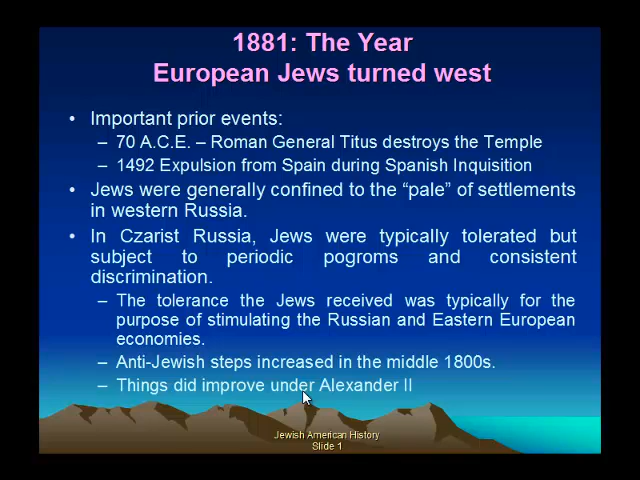 1881: The Year
European Jews turned west
• Important prior events:
– 70 A.C.E. – Roman General Titus destroys the Temple
– 1492 Expulsion from Spain during Spanish Inquisition
• Jews were generally confined to the “pale” of settlements
in western Russia.
• In Czarist Russia, Jews were typically tolerated but
subject to periodic pogroms and consistent
discrimination.
– The tolerance the Jews received was typically for the
purpose of stimulating the Russian and Eastern European
economies.
– Anti-Jewish steps increased in the middle 1800s.
– Things did improve under Alexander II
Jewish American History
Slide 1